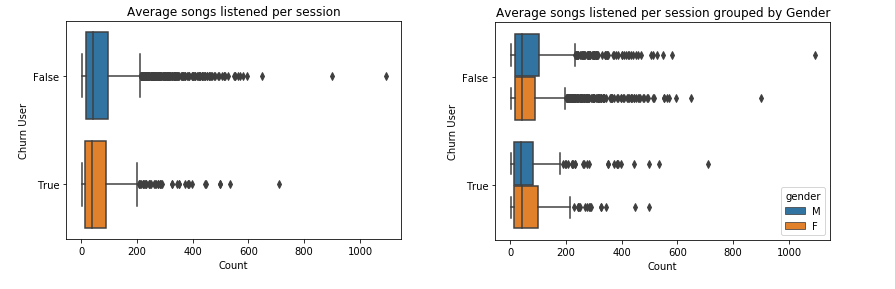 Average songs listened per session
Churn User
False
True
0 200 400 600 800 1000
Count
Average songs listened per session grouped by Gender
Churn User
False
True
gender
M
F
0 200 400 600 800 1000
Count